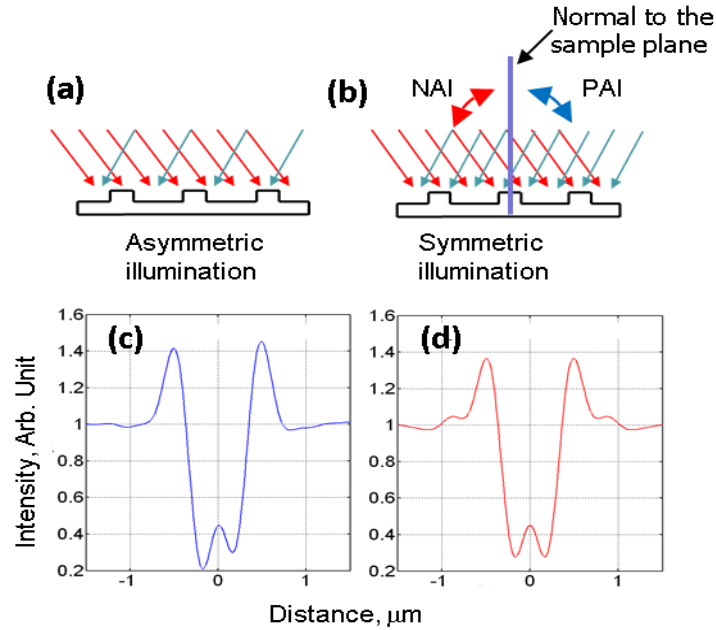 Normal to the
sample plane
(a)
(b)
NAI
PAI
Asymmetric
illumination
Symmetric
illumination
Intensity, Arb. Unit
1.6
1.4
1.2
1
0.8
0.6
0.4
0.2
(c)
-1
0
1
1.6
1.4
1.2
1
0.8
0.6
0.4
0.2
(d)
-1
0
1
Distance, μm